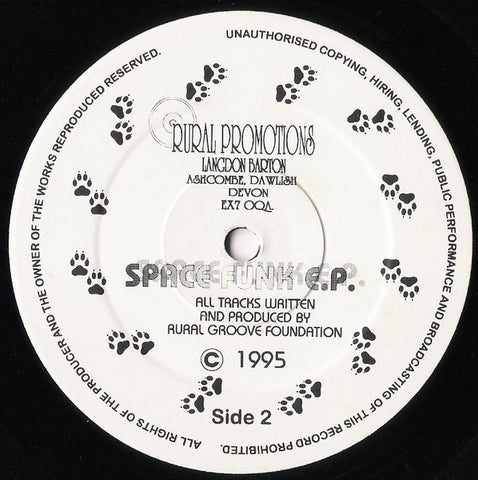 ALL RIGHTS OF THE PRODUCER AND THE OWNER OF THE WORKS REPRODUCED RESERVED.
UNAUTHORISED COPYING, HIRING, LENDING, PUBLIC PERFORMANCE AND BROADCASTING OF THIS RECORD PROHIBITED.
RURAL PROMOTIONS
LANGDON BARTON
ASHCOMBE, DAWLISH
DEVON
EX7 0QA.
SPACE FUNK E.P.
ALL TRACKS WRITTEN
AND PRODUCED BY
RURAL GROOVE FOUNDATION
© 1995
Side 2